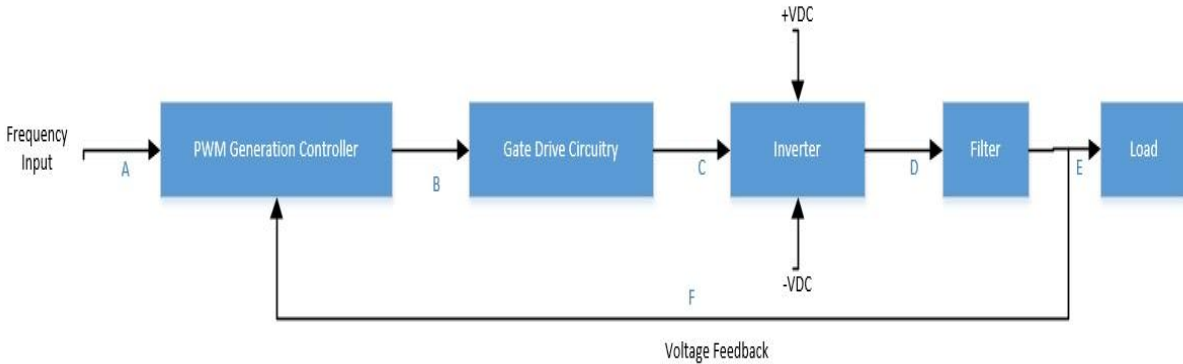 +VDC
Frequency
Input
PWM Generation Controller
Gate Drive Circuitry
Inverter
Filter
Load
A
B
C
D
E
-VDC
F
Voltage Feedback